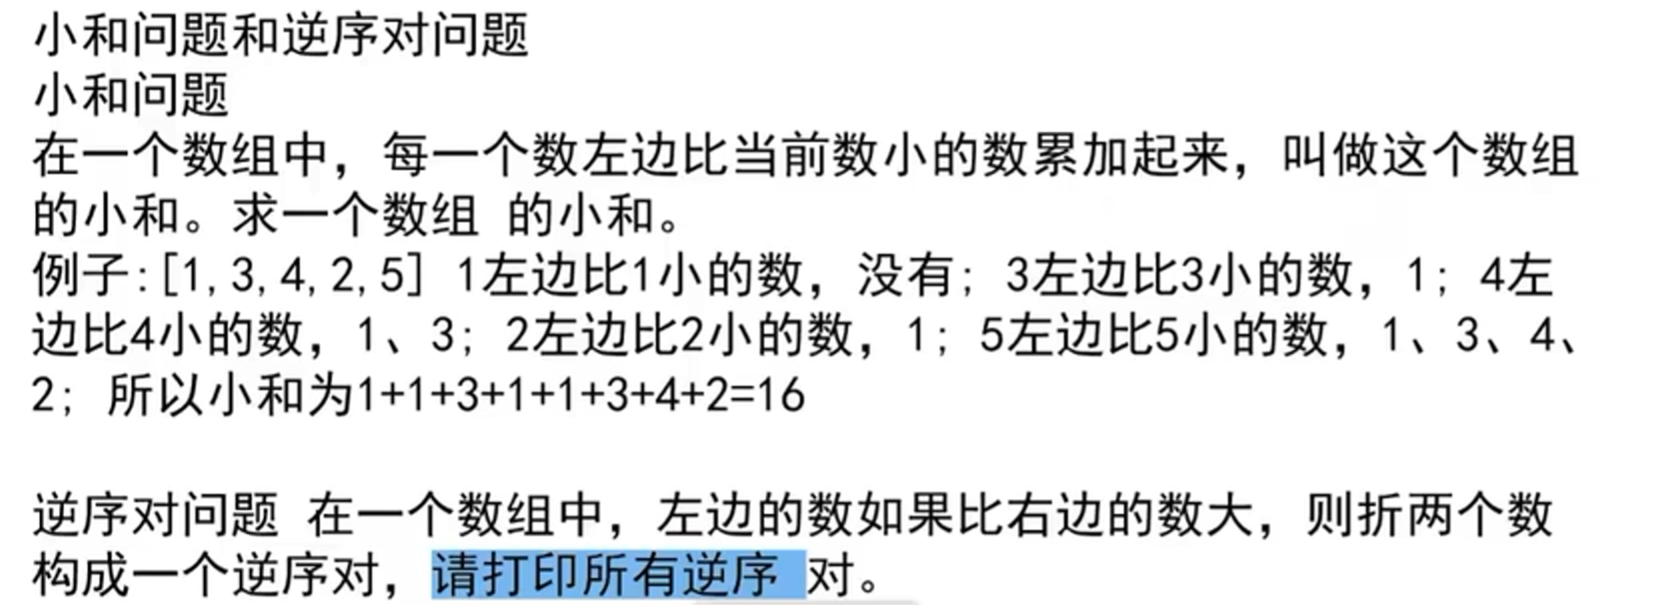 小和问题和逆序对问题
小和问题
在一个数组中，每一个数左边比当前数小的数累加起来，叫做这个数组
的小和。求一个数组 的小和。
例子:[1,3,4,2,5] 1左边比1小的数，没有；3左边比3小的数，1；4左
边比4小的数，1、3；2左边比2小的数，1；5左边比5小的数，1、3、4、
2；所以小和为1+1+3+1+1+3+4+2=16
逆序对问题 在一个数组中，左边的数如果比右边的数大，则折两个数
构成一个逆序对，请打印所有逆序 对。